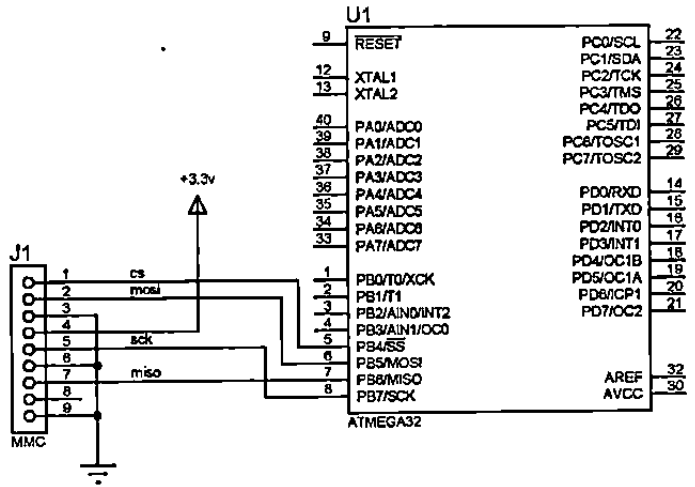 U1
9 RESET
12 XTAL1
13 XTAL2
40 PA0/ADC0
39 PA1/ADC1
38 PA2/ADC2
37 PA3/ADC3
36 PA4/ADC4
35 PA5/ADC5
34 PA6/ADC6
33 PA7/ADC7
1 PB0/T0/XCK
2 PB1/T1
3 PB2/AIN0/INT2
4 PB3/AIN1/OC0
5 PB4/SS
6 PB5/MOSI
7 PB6/MISO
8 PB7/SCK
PC0/SCL 22
PC1/SDA 23
PC2/TCK 24
PC3/TMS 25
PC4/TDO 26
PC5/TDI 27
PC6/TOSC1 28
PC7/TOSC2 29
PD0/RXD 14
PD1/TXD 15
PD2/INT0 16
PD3/INT1 17
PD4/OC1B 18
PD5/OC1A 19
PD6/ICP1 20
PD7/OC2 21
AREF 32
AVCC 30
ATMEGA32
+3.3v
J1
1 cs
2 mosi
3
4
5 sck
6
7 miso
8
9
MMC